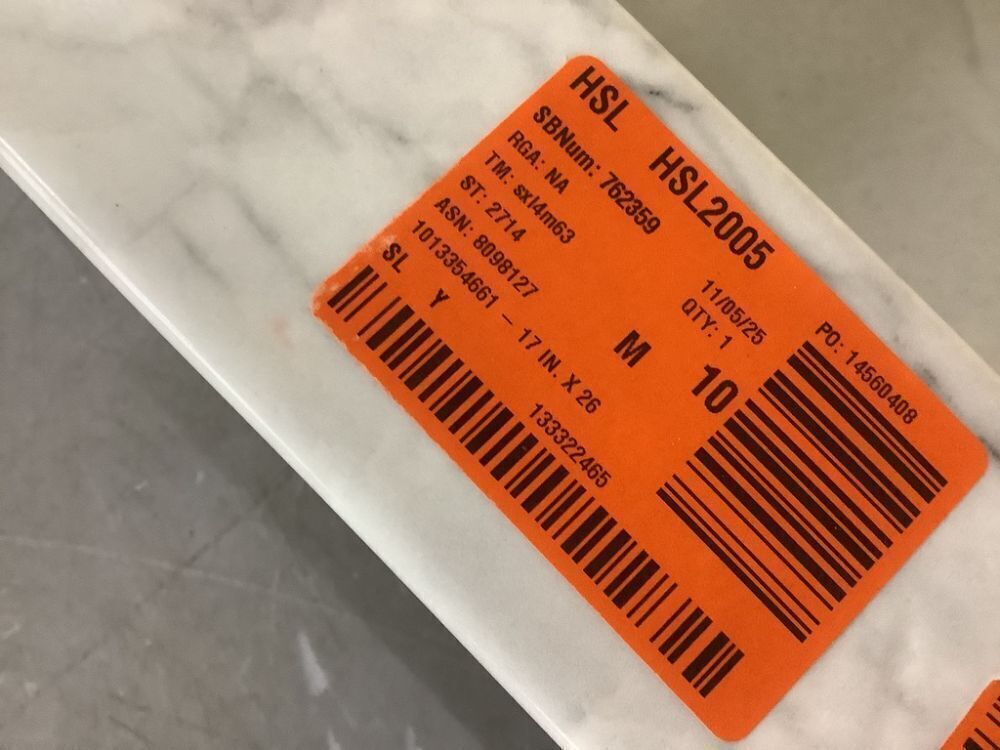 HSL HSL2005
SBNum: 762359
RGA: NA
TM: sxl4m63
ST: 2714
ASN: 8098127
1013354661 – 17 IN. X 26
SL Y
11/05/25
QTY: 1
M 10
133322465
PO: 14560408